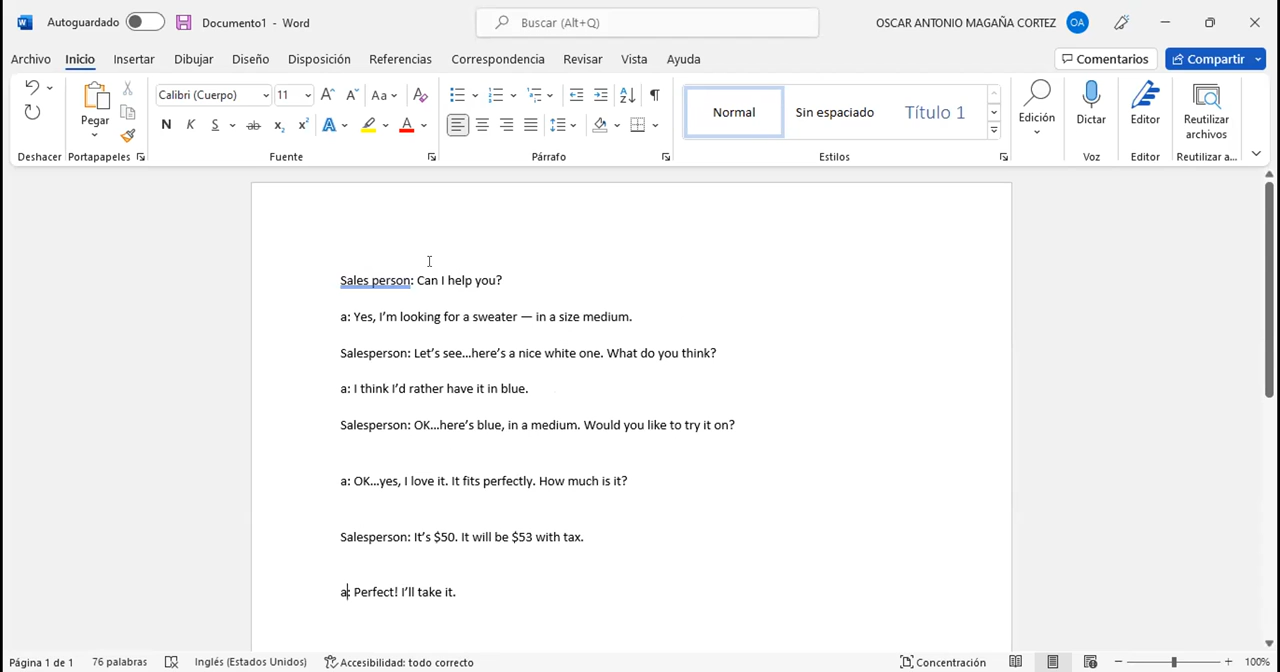 Autoguardado Documento1 - Word Buscar (Alt+Q) OSCAR ANTONIO MAGAÑA CORTEZ OA
Archivo Inicio Insertar Dibujar Diseño Disposición Referencias Correspondencia Revisar Vista Ayuda Comentarios Compartir
Pegar Calibri (Cuerpo) 11 Aa Normal Sin espaciado Título 1 Edición Dictar Editor Reutilizar archivos
N K S ab x₂ x² A A
Deshacer Portapapeles Fuente Párrafo Estilos Voz Editor Reutilizar a...
Sales person: Can I help you?
a: Yes, I’m looking for a sweater — in a size medium.
Salesperson: Let’s see…here’s a nice white one. What do you think?
a: I think I’d rather have it in blue.
Salesperson: OK…here’s blue, in a medium. Would you like to try it on?
a: OK…yes, I love it. It fits perfectly. How much is it?
Salesperson: It’s $50. It will be $53 with tax.
a: Perfect! I’ll take it.
Página 1 de 1 76 palabras Inglés (Estados Unidos) Accesibilidad: todo correcto Concentración 100%